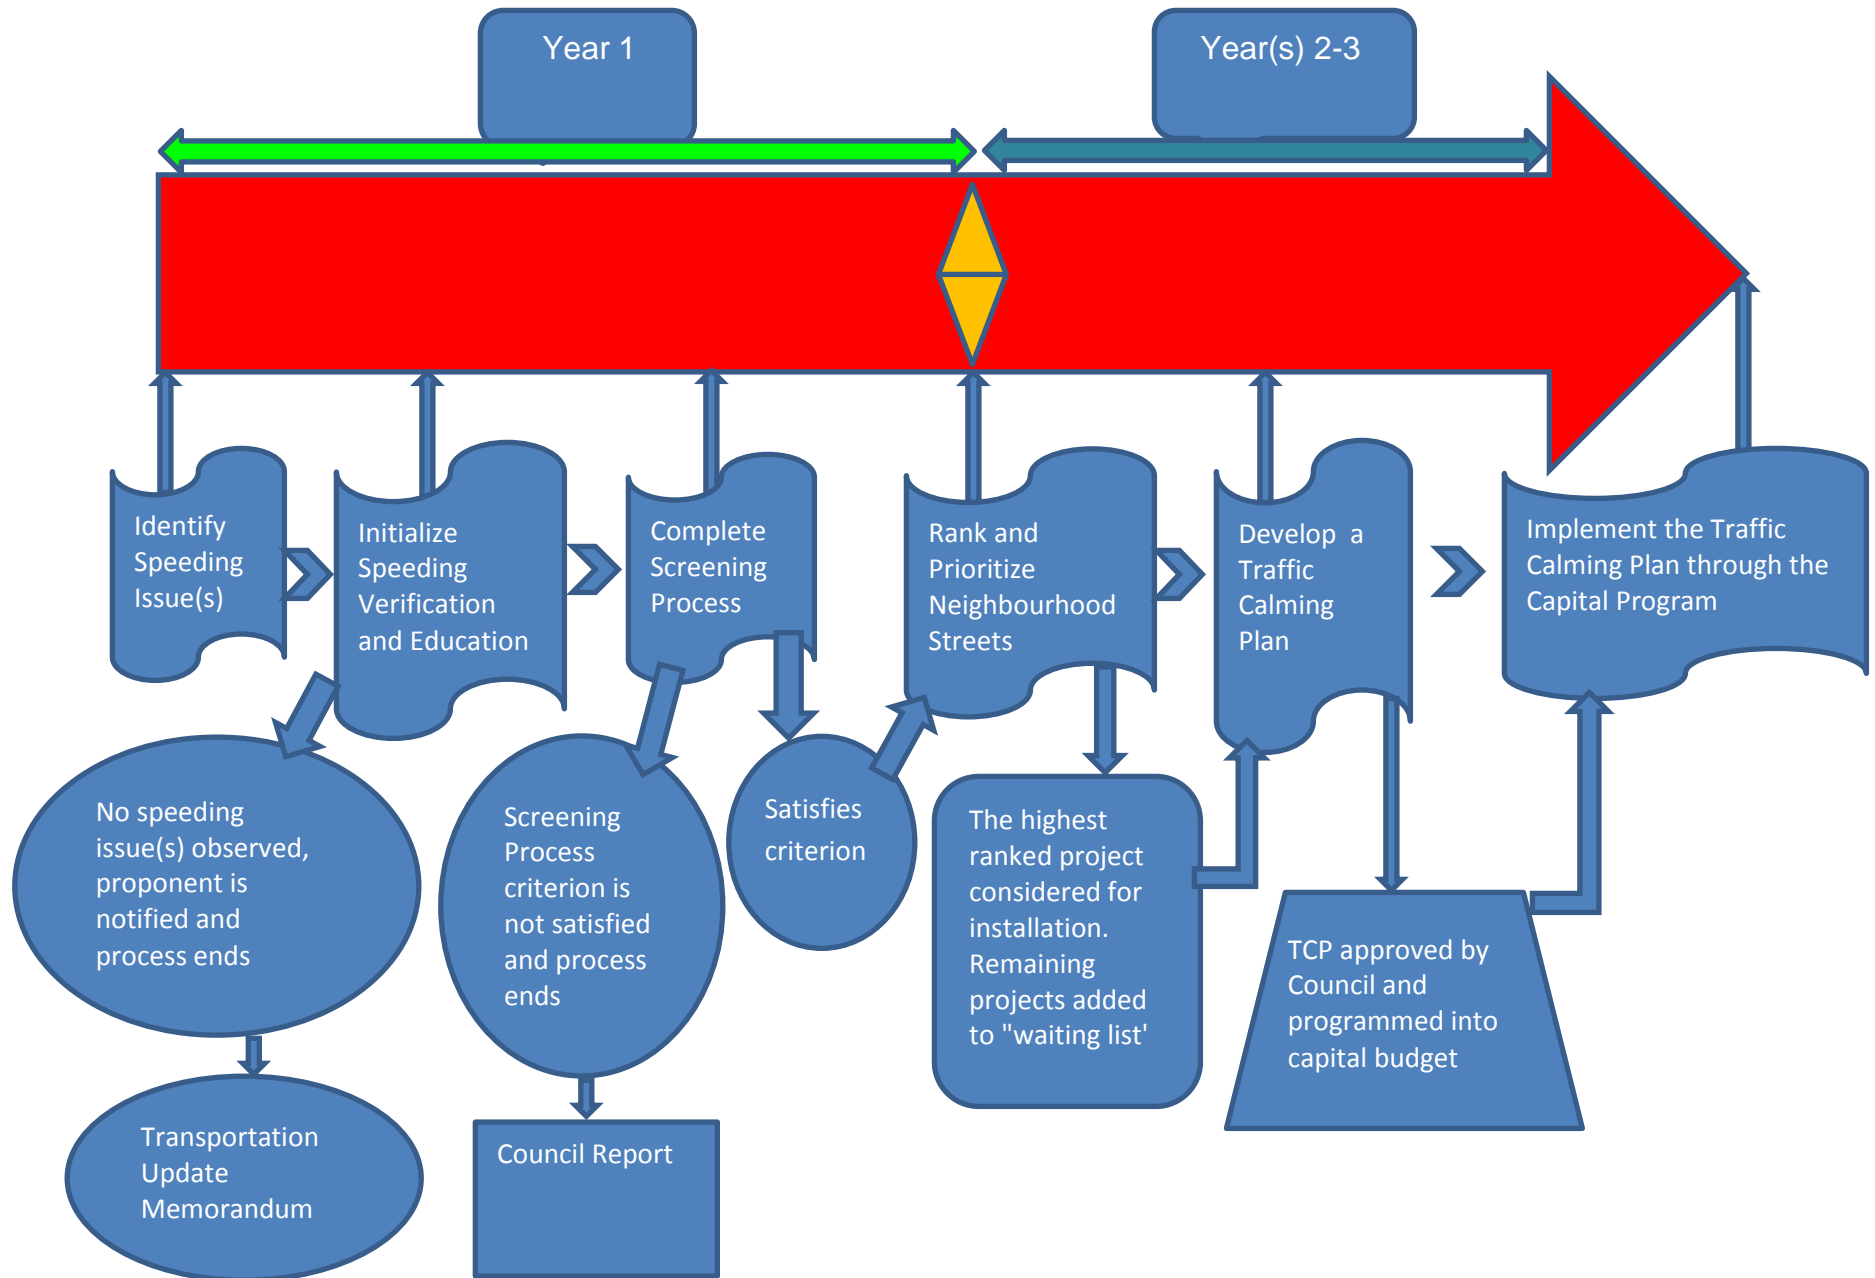 Year 1
Year(s) 2-3
Identify
Speeding
Issue(s)
Initialize
Speeding
Verification
and Education
Complete
Screening
Process
Rank and
Prioritize
Neighbourhood
Streets
Develop  a
Traffic
Calming
Plan
Implement the Traffic
Calming Plan through the
Capital Program
No speeding
issue(s) observed,
proponent is
notified and
process ends
Screening
Process
criterion is
not satisfied
and process
ends
Satisfies
criterion
The highest
ranked project
considered for
installation.
Remaining
projects added
to "waiting list'
TCP approved by
Council and
programmed into
capital budget
Transportation
Update
Memorandum
Council Report